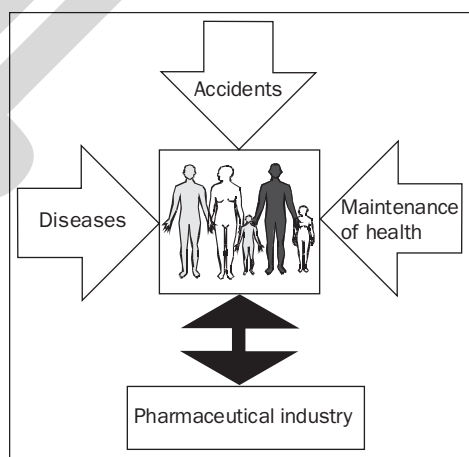 Accidents
Diseases
Maintenance
of health
Pharmaceutical industry